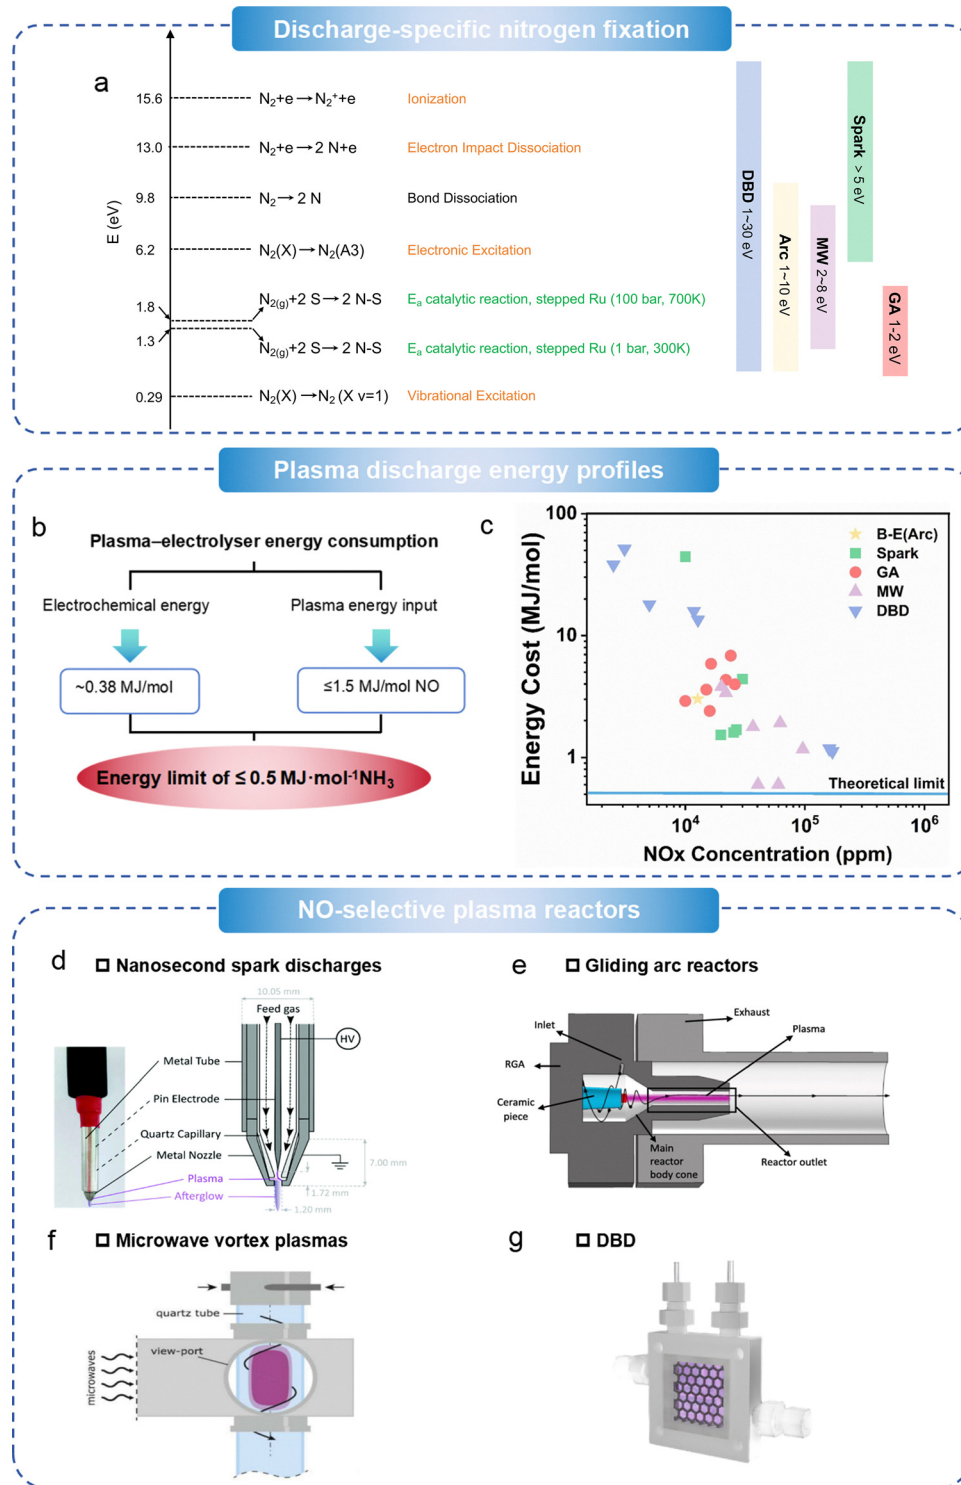 Discharge-specific nitrogen fixation
a
E (eV)
15.6 N₂+e→N₂⁺+e Ionization
13.0 N₂+e→2 N+e Electron Impact Dissociation
9.8 N₂→2 N Bond Dissociation
6.2 N₂(X)→N₂(A3) Electronic Excitation
1.8 N₂(g)+2 S→2 N-S Eₐ catalytic reaction, stepped Ru (100 bar, 700K)
1.3 N₂(g)+2 S→2 N-S Eₐ catalytic reaction, stepped Ru (1 bar, 300K)
0.29 N₂(X)→N₂ (X v=1) Vibrational Excitation
DBD 1~30 eV
Arc 1~10 eV
MW 2~8 eV
Spark > 5 eV
GA 1-2 eV
Plasma discharge energy profiles
b
Plasma–electrolyser energy consumption
Electrochemical energy Plasma energy input
~0.38 MJ/mol ≤1.5 MJ/mol NO
Energy limit of ≤ 0.5 MJ·mol⁻¹NH₃
c
Energy Cost (MJ/mol)
100
10
1
B-E(Arc)
Spark
GA
MW
DBD
Theoretical limit
10⁴ 10⁵ 10⁶
NOx Concentration (ppm)
NO-selective plasma reactors
d Nanosecond spark discharges
10.05 mm
Feed gas
HV
Metal Tube
Pin Electrode
Quartz Capillary
Metal Nozzle
Plasma
Afterglow
7.00 mm
1.72 mm
1.20 mm
e Gliding arc reactors
Exhaust
Inlet
Plasma
RGA
Ceramic
piece
Main
reactor
body cone
Reactor outlet
f Microwave vortex plasmas
quartz tube
view-port
microwaves
g DBD